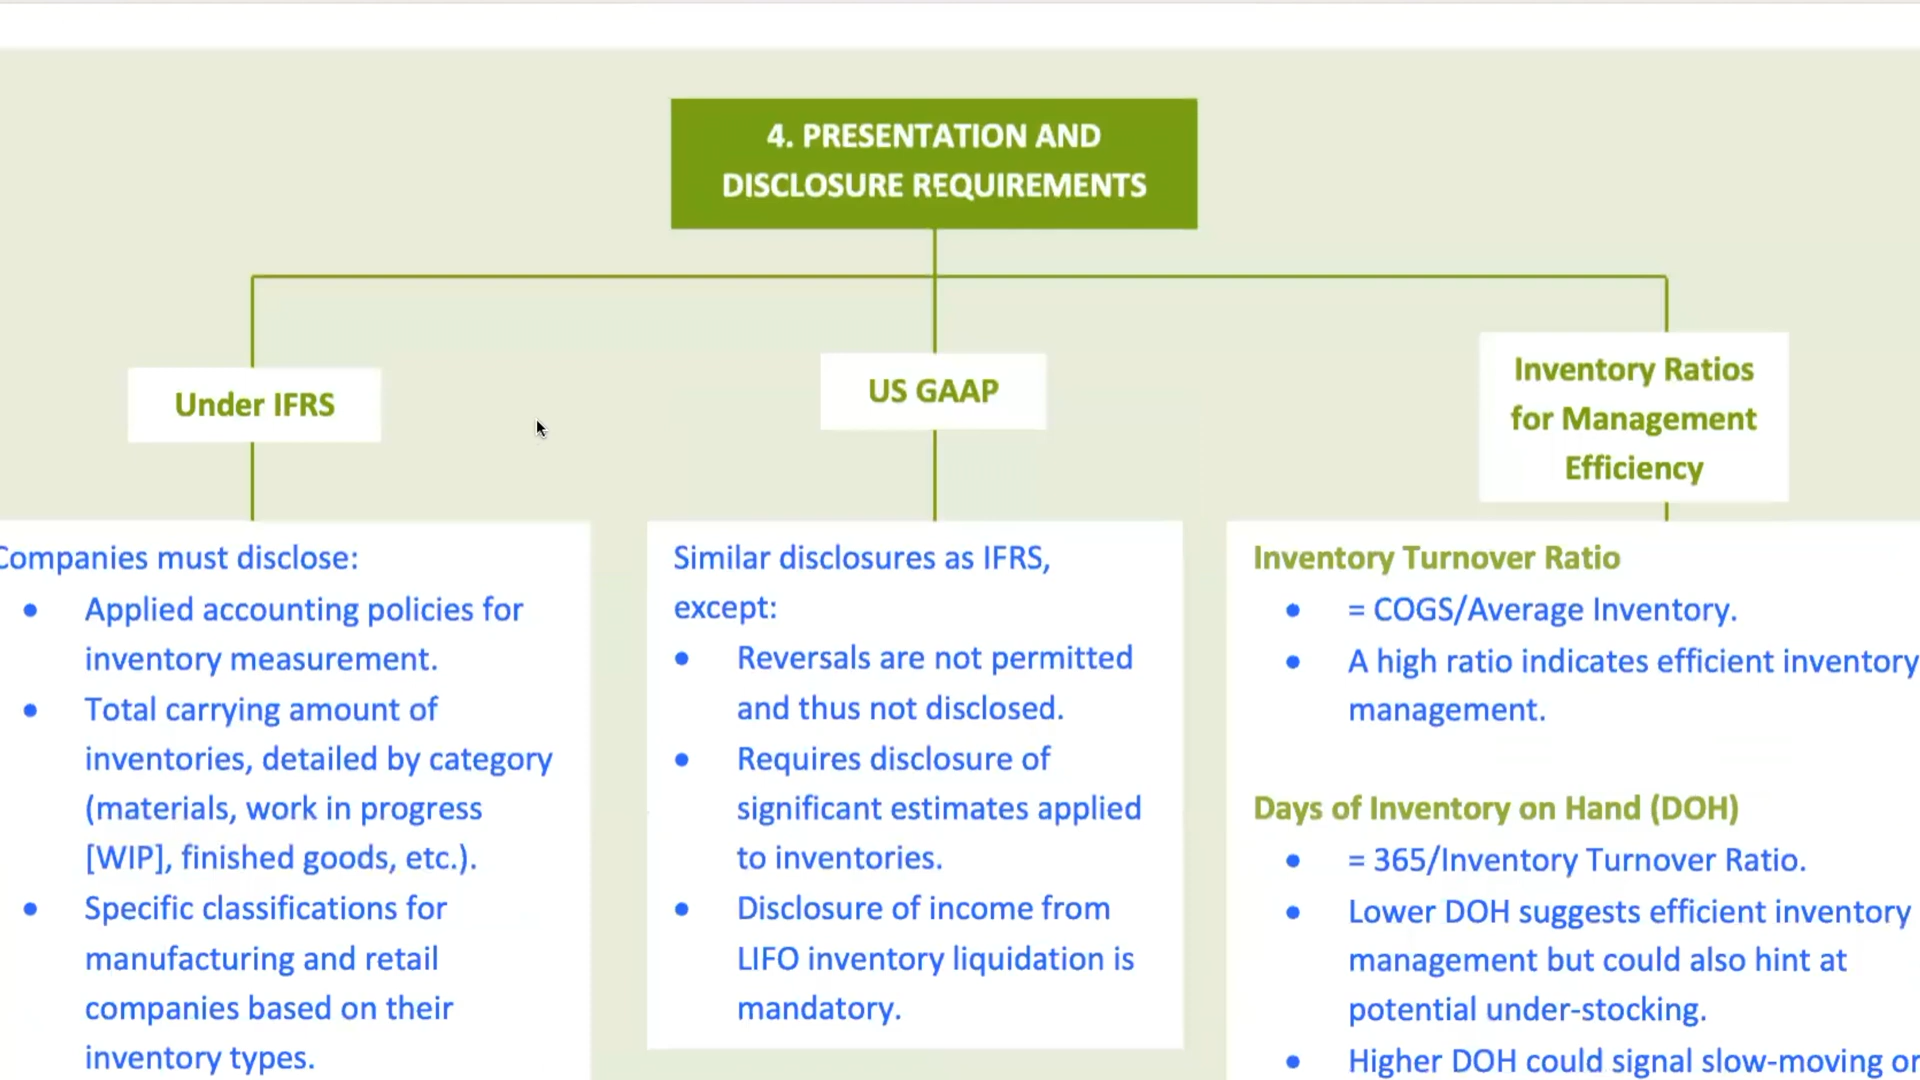 4. PRESENTATION AND
DISCLOSURE REQUIREMENTS
Under IFRS
US GAAP
Inventory Ratios
for Management
Efficiency
Companies must disclose:
• Applied accounting policies for
inventory measurement.
• Total carrying amount of
inventories, detailed by category
(materials, work in progress
[WIP], finished goods, etc.).
• Specific classifications for
manufacturing and retail
companies based on their
inventory types.
Similar disclosures as IFRS,
except:
• Reversals are not permitted
and thus not disclosed.
• Requires disclosure of
significant estimates applied
to inventories.
• Disclosure of income from
LIFO inventory liquidation is
mandatory.
Inventory Turnover Ratio
• = COGS/Average Inventory.
• A high ratio indicates efficient inventory
management.
Days of Inventory on Hand (DOH)
• = 365/Inventory Turnover Ratio.
• Lower DOH suggests efficient inventory
management but could also hint at
potential under-stocking.
• Higher DOH could signal slow-moving or